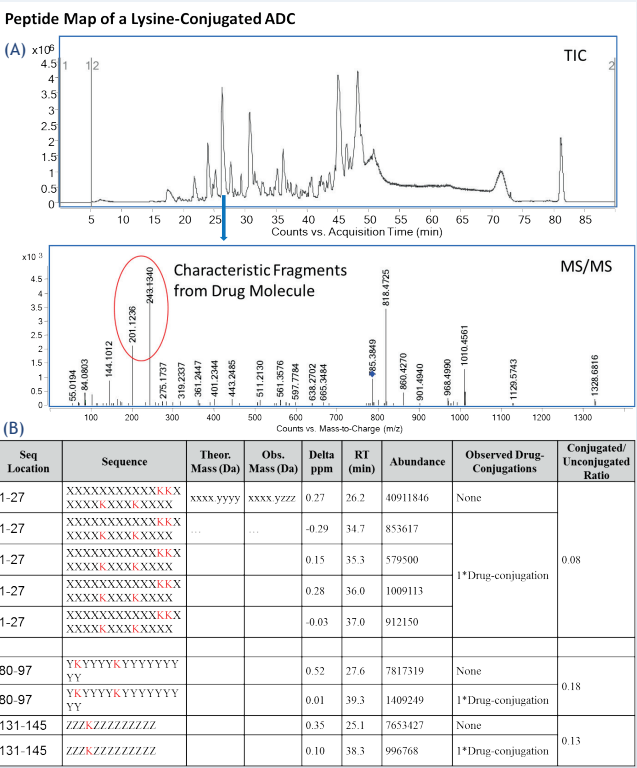 Peptide Map of a Lysine-Conjugated ADC
(A)
x10 6
TIC
1
1 2
2
4.5
4
3.5
3
2.5
2
1.5
1
0.5
0
5 10 15 20 25 30 35 40 45 50 55 60 65 70 75 80 85
Counts vs. Acquisition Time (min)
x10 3
Characteristic Fragments
from Drug Molecule
MS/MS
4.5
4
3.5
3
2.5
2
1.5
1
0.5
0
55.0194
84.0803
144.1012
201.1236
243.1340
275.1737
319.2337
361.2447
401.2344
443.2485
511.2130
561.3576
597.7784
638.2702
665.3484
785.3849
818.4725
860.4270
901.4940
968.4990
1010.4561
1129.5743
1328.6816
100 200 300 400 500 600 700 800 900 1000 1100 1200 1300
Counts vs. Mass-to-Charge (m/z)
(B)
Seq Location
Sequence
Theor. Mass (Da)
Obs. Mass (Da)
Delta ppm
RT (min)
Abundance
Observed Drug-Conjugations
Conjugated/ Unconjugated Ratio
1-27 XXXXXXXXXXXKKX xxxx.yyyy xxxx.yzzz 0.27 26.2 40911846 None
XXXXKXXXKXXXX
1-27 XXXXXXXXXXXKKX ... ... -0.29 34.7 853617
XXXXKXXXKXXXX
1-27 XXXXXXXXXXXKKX 0.15 35.3 579500 1*Drug-conjugation 0.08
XXXXKXXXKXXXX
1-27 XXXXXXXXXXXKKX 0.28 36.0 1009113
XXXXKXXXKXXXX
1-27 XXXXXXXXXXXKKX -0.03 37.0 912150
XXXXKXXXKXXXX
80-97 YKYYYYKYYYYYYY 0.52 27.6 7817319 None 0.18
YY
80-97 YKYYYYKYYYYYYY 0.01 39.3 1409249 1*Drug-conjugation
YY
131-145 ZZZKZZZZZZZZZ 0.35 25.1 7653427 None 0.13
131-145 ZZZKZZZZZZZZZ 0.10 38.3 996768 1*Drug-conjugation